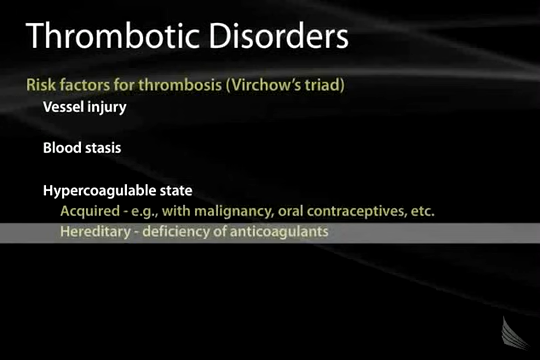 Thrombotic Disorders
Risk factors for thrombosis (Virchow's triad)
Vessel injury
Blood stasis
Hypercoagulable state
Acquired - e.g., with malignancy, oral contraceptives, etc.
Hereditary - deficiency of anticoagulants